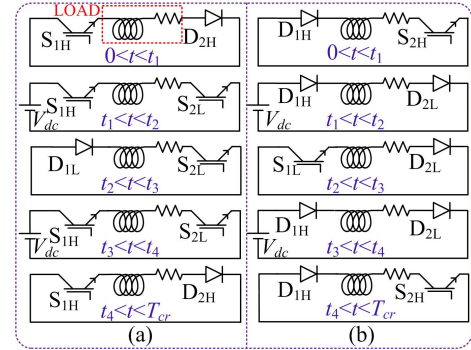 LOAD
S1H D2H
0<t<t1
S2H
0<t<t1
Vdc S1H S2L
t1<t<t2
Vdc D1H D2L
t1<t<t2
D1L S2L
t2<t<t3
S1L D2L
t2<t<t3
Vdc S1H S2L
t3<t<t4
Vdc D1H D2L
t3<t<t4
S1H D2H
t4<t<Tcr
D1H S2H
t4<t<Tcr
(a) (b)